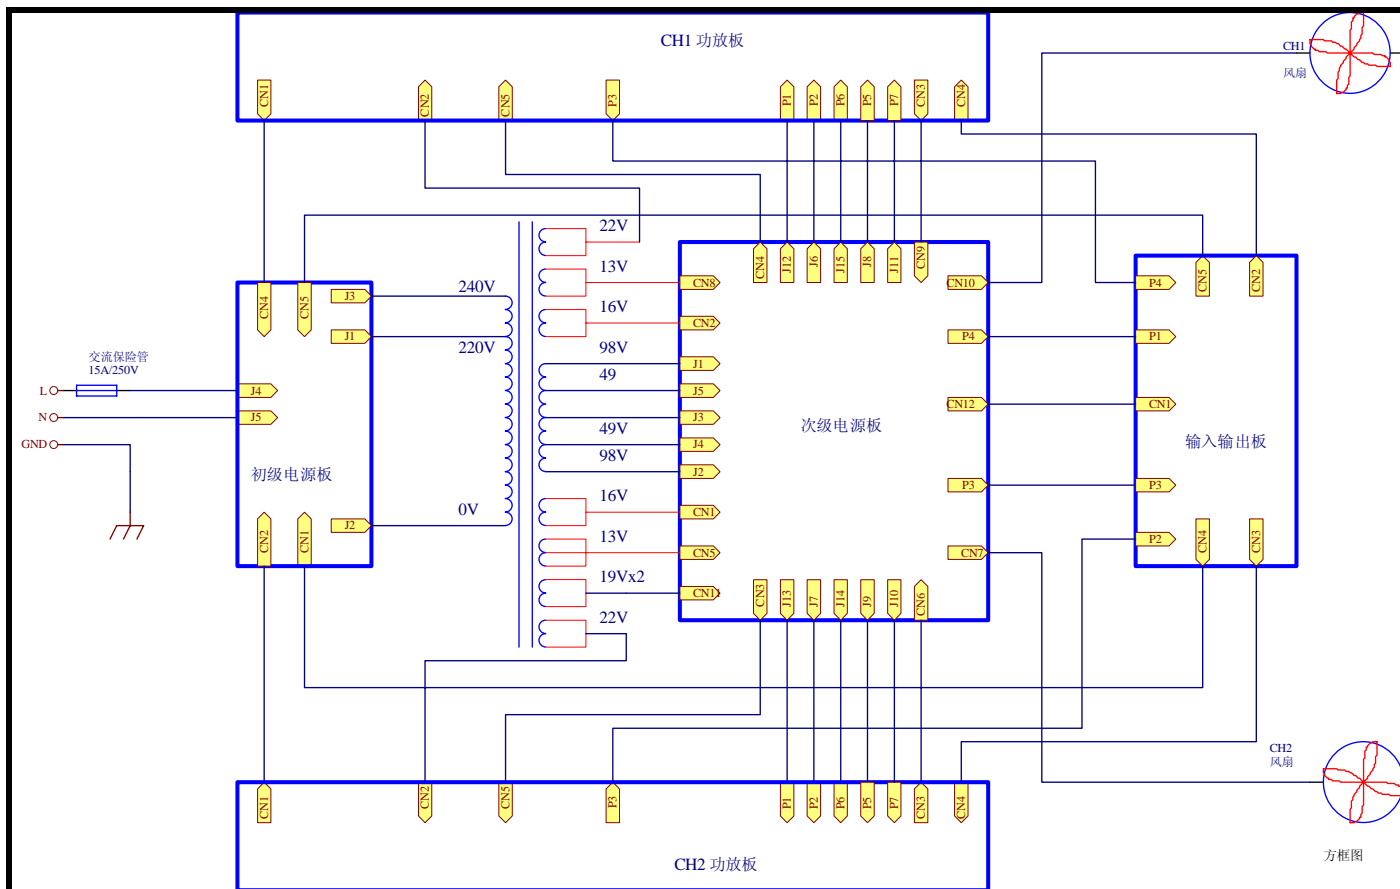 CH1 功放板
CH1
风扇
CN1
CN2
CN5
P3
P1
P2
P6
P5
P7
CN3
CN4
22V
13V
16V
98V
49
49V
98V
16V
13V
19Vx2
22V
240V
220V
0V
CN4
CN5
J3
J1
J4
J5
J2
CN2
CN1
初级电源板
交流保险管
15A/250V
L
N
GND
CN4
J12
J6
J15
J8
J11
CN9
CN8
CN2
J1
J5
J3
J4
J2
CN1
CN5
CN11
CN10
P4
CN12
P3
CN7
次级电源板
CN3
J13
J7
J14
J9
J10
CN6
CN5
CN2
P4
P1
CN1
P3
P2
CN4
CN3
输入输出板
CN1
CN2
CN5
P3
P1
P2
P6
P5
P7
CN3
CN4
CH2 功放板
CH2
风扇
方框图